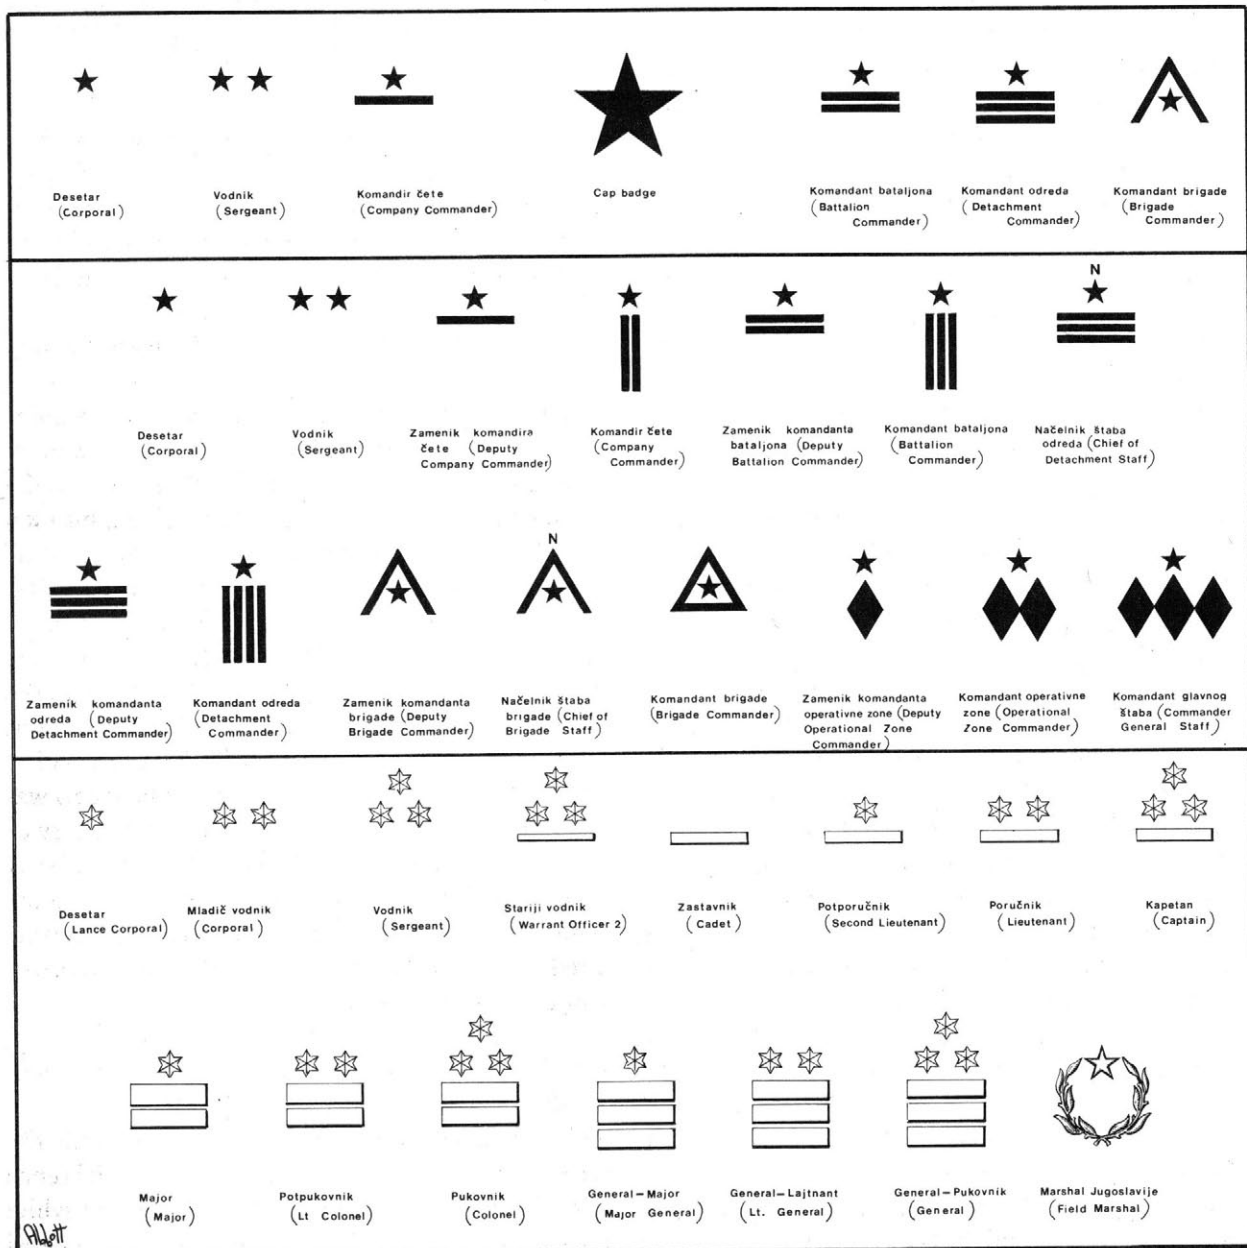 Desetar
(Corporal)
Vodnik
(Sergeant)
Komandir čete
(Company Commander)
Cap badge
Komandant bataljona
(Battalion
Commander)
Komandant odreda
(Detachment
Commander)
Komandant brigade
(Brigade
Commander)
Desetar
(Corporal)
Vodnik
(Sergeant)
Zamenik komandira
čete (Deputy
Company Commander)
Komandir čete
(Company
Commander)
Zamenik komandanta
bataljona (Deputy
Battalion Commander)
Komandant bataljona
(Battalion
Commander)
N
Načelnik štaba
odreda (Chief of
Detachment Staff)
Zamenik komandanta
odreda (Deputy
Detachment Commander)
Komandant odreda
(Detachment
Commander)
Zamenik komandanta
brigade (Deputy
Brigade Commander)
N
Načelnik štaba
brigade (Chief of
Brigade Staff)
Komandant brigade
(Brigade Commander)
Zamenik komandanta
operativne zone (Deputy
Operational Zone
Commander)
Komandant operativne
zone (Operational
Zone Commander)
Komandant glavnog
štaba (Commander
General Staff)
Desetar
(Lance Corporal)
Mladič vodnik
(Corporal)
Vodnik
(Sergeant)
Stariji vodnik
(Warrant Officer 2)
Zastavnik
(Cadet)
Potporučnik
(Second Lieutenant)
Poručnik
(Lieutenant)
Kapetan
(Captain)
Major
(Major)
Potpukovnik
(Lt Colonel)
Pukovnik
(Colonel)
General-Major
(Major General)
General-Lajtnant
(Lt. General)
General-Pukovnik
(General)
Marshal Jugoslavije
(Field Marshal)
Abbott